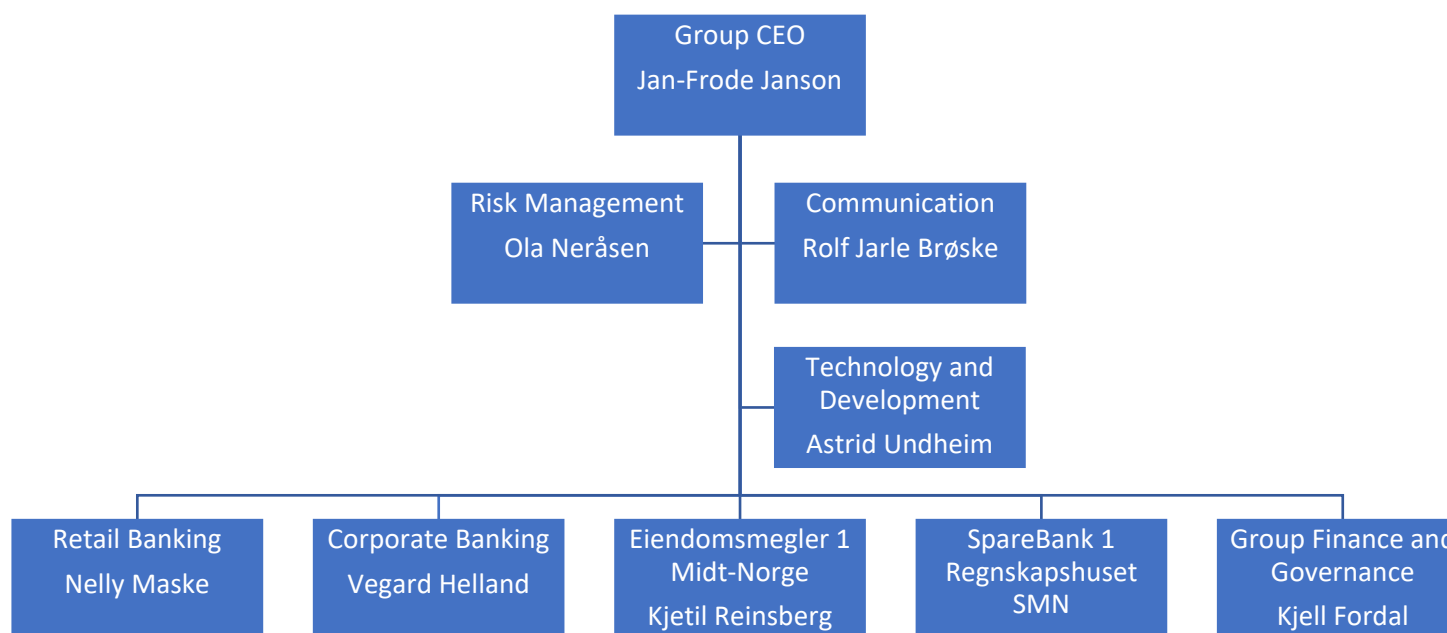 Group CEO
Jan-Frode Janson
Risk Management
Ola Neråsen
Communication
Rolf Jarle Brøske
Technology and
Development
Astrid Undheim
Retail Banking
Nelly Maske
Corporate Banking
Vegard Helland
Eiendomsmegler 1
Midt-Norge
Kjetil Reinsberg
SpareBank 1
Regnskapshuset
SMN
Group Finance and
Governance
Kjell Fordal